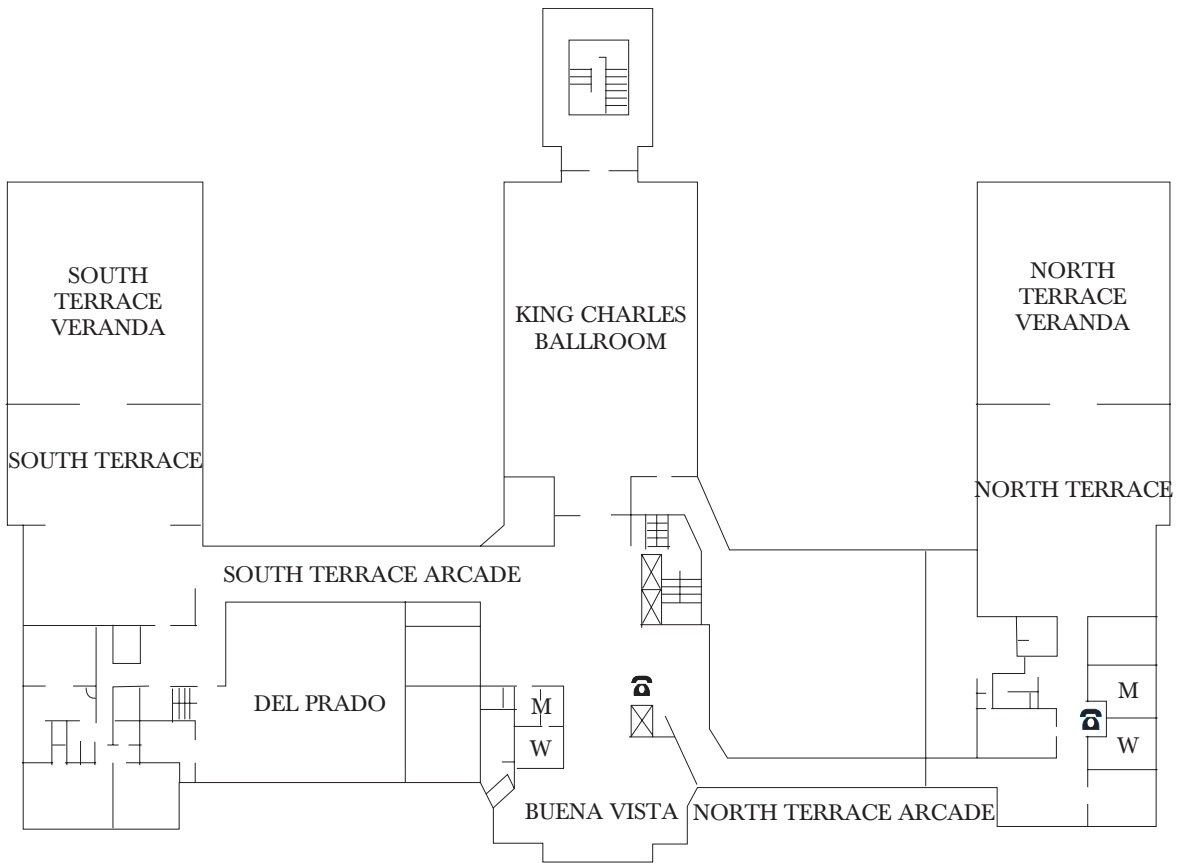 SOUTH
TERRACE
VERANDA
KING CHARLES
BALLROOM
NORTH
TERRACE
VERANDA
SOUTH TERRACE
NORTH TERRACE
SOUTH TERRACE ARCADE
DEL PRADO
M
W
M
W
BUENA VISTA
NORTH TERRACE ARCADE